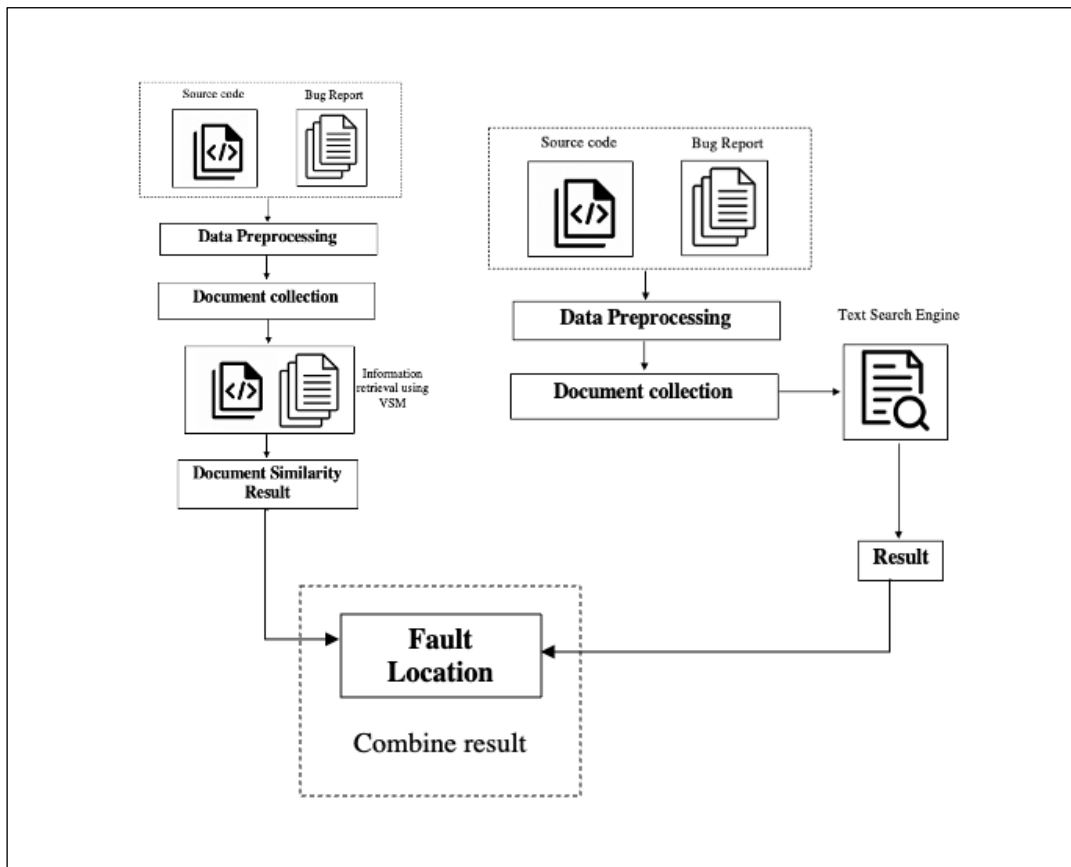 Source code
Bug Report
</>
Data Preprocessing
Document collection
</>
Information
retrieval using
VSM
Document Similarity
Result
Source code
Bug Report
</>
Data Preprocessing
Document collection
Text Search Engine
Result
Fault
Location
Combine result